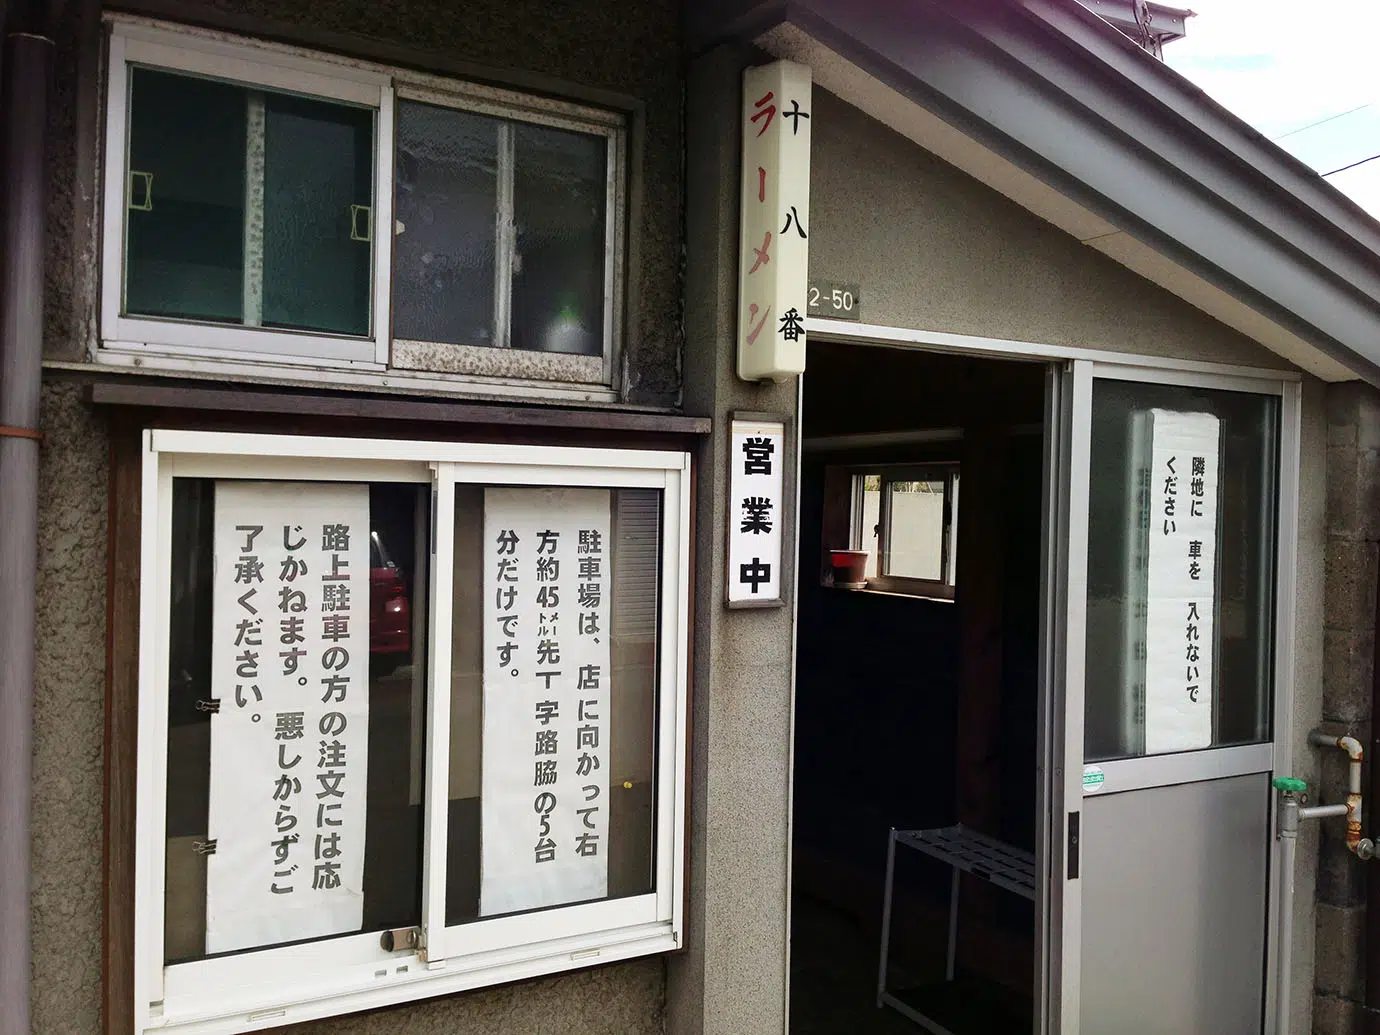 十八番
ラーメン
2-50
営業中
駐車場は、店に向かって右
方約45メートル先T字路脇の5台
分だけです。
路上駐車の方の注文には応
じかねます。悪しからずご
了承ください。
隣地に 車を 入れないで
ください